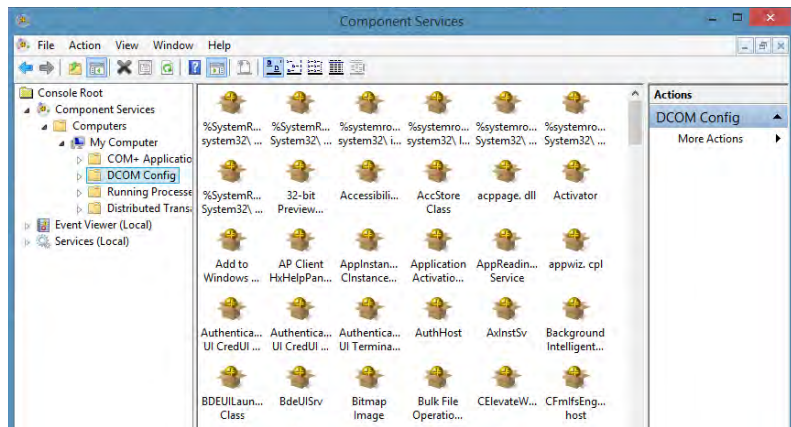 Component Services
File Action View Window Help
Console Root
Component Services
Computers
My Computer
COM+ Applicatio
DCOM Config
Running Processe
Distributed Transa
Event Viewer (Local)
Services (Local)
%SystemR... %SystemR... %systemro... %systemro... %systemro... %systemro...
system32\ ... System32\ ... system32\ i... system32\ l... System32\ ... System32\ ...
%SystemR... 32-bit Accessibili... AccStore acppage. dll Activator
System32\ ... Preview... Class
Add to AP Client AppInstan... Application AppReadin... appwiz. cpl
Windows ... HxHelpPan... CInstance... Activatio... Service
Authentica... Authentica... Authentica... AuthHost AxInstSv Background
UI CredUI ... UI CredUI ... UI Termina... Intelligent...
BDEUILaun... BdeUISrv Bitmap Bulk File CElevateW... CFmIfsEng...
Class Image Operatio... host
Actions
DCOM Config
More Actions